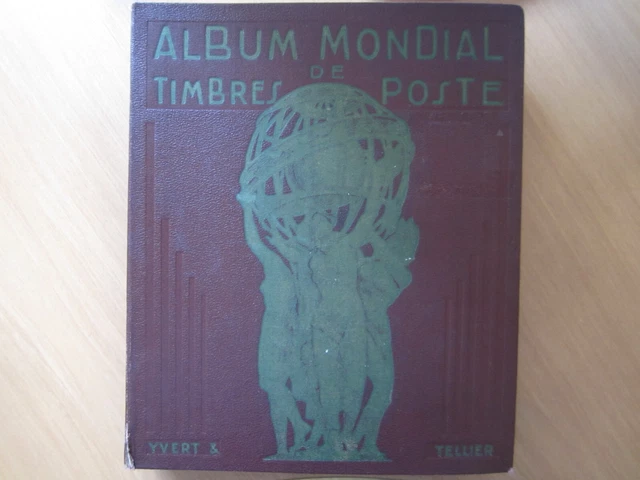 ALBUM MONDIAL
DE
TIMBRES POSTE
YVERT & TELLIER